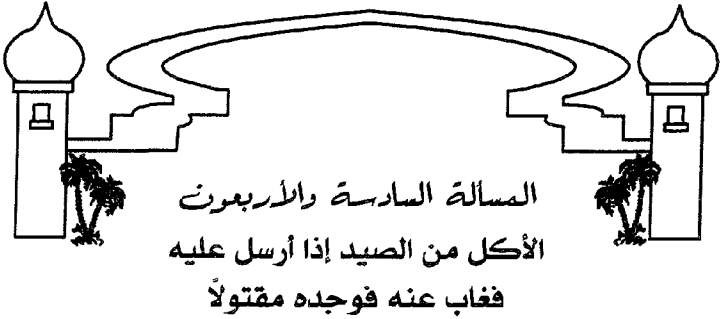 المسألة السادسة والأربعون
الأكل من الصيد إذا أرسل عليه
فغاب عنه فوجده مقتولاً